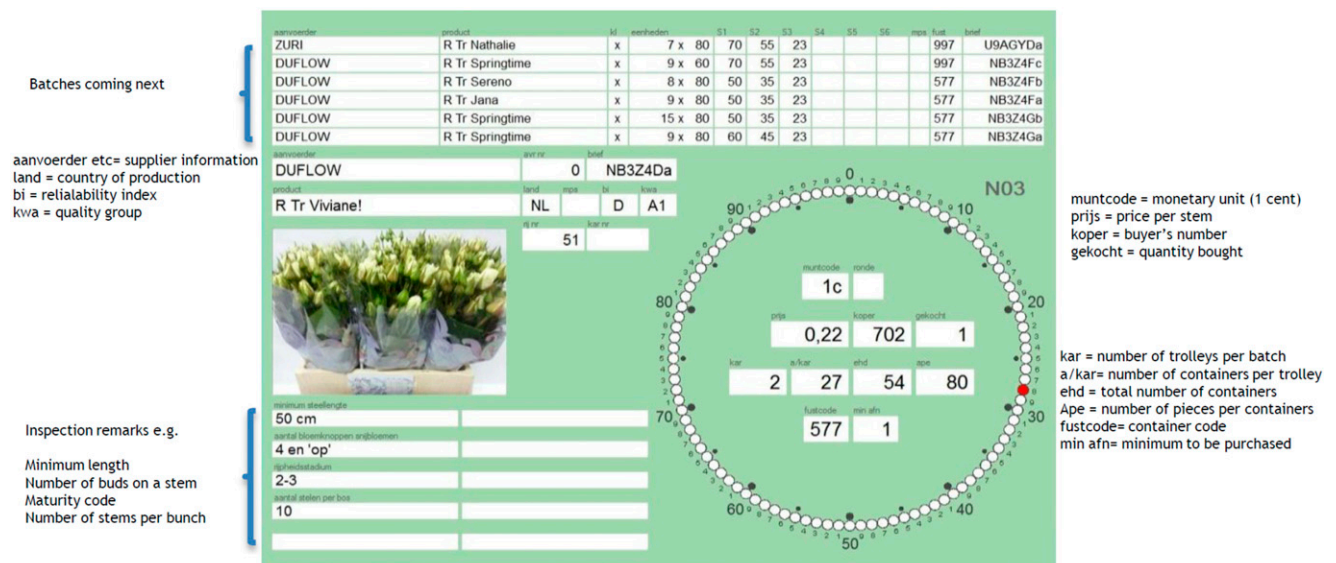 aanvoerder product kl eenheden S1 S2 S3 S4 S5 S6 mps fust brief
ZURI R Tr Nathalie x 7 x 80 70 55 23 997 U9AGYDa
DUFLOW R Tr Springtime x 9 x 60 70 55 23 997 NB3Z4Fc
DUFLOW R Tr Sereno x 8 x 80 50 35 23 577 NB3Z4Fb
DUFLOW R Tr Jana x 9 x 80 50 35 23 577 NB3Z4Fa
DUFLOW R Tr Springtime x 15 x 80 50 35 23 577 NB3Z4Gb
DUFLOW R Tr Springtime x 9 x 80 60 45 23 577 NB3Z4Ga
Batches coming next
aanvoerder etc= supplier information
land = country of production
bi = relialability index
kwa = quality group
aanvoerder avr nr brief
DUFLOW 0 NB3Z4Da
product land mps bi kwa
R Tr Viviane! NL D A1
rij nr kar nr
51
N03
0
10
20
30
40
50
60
70
80
90
muntcode ronde
1c
prijs koper gekocht
0,22 702 1
kar a/kar ehd ape
2 27 54 80
fustcode min afn
577 1
muntcode = monetary unit (1 cent)
prijs = price per stem
koper = buyer's number
gekocht = quantity bought
kar = number of trolleys per batch
a/kar= number of containers per trolley
ehd = total number of containers
Ape = number of pieces per containers
fustcode= container code
min afn= minimum to be purchased
minimum steellengte
50 cm
aantal bloemknoppen snijbloemen
4 en 'op'
rijpheidsstadium
2-3
aantal stelen per bos
10
Inspection remarks e.g.
Minimum length
Number of buds on a stem
Maturity code
Number of stems per bunch